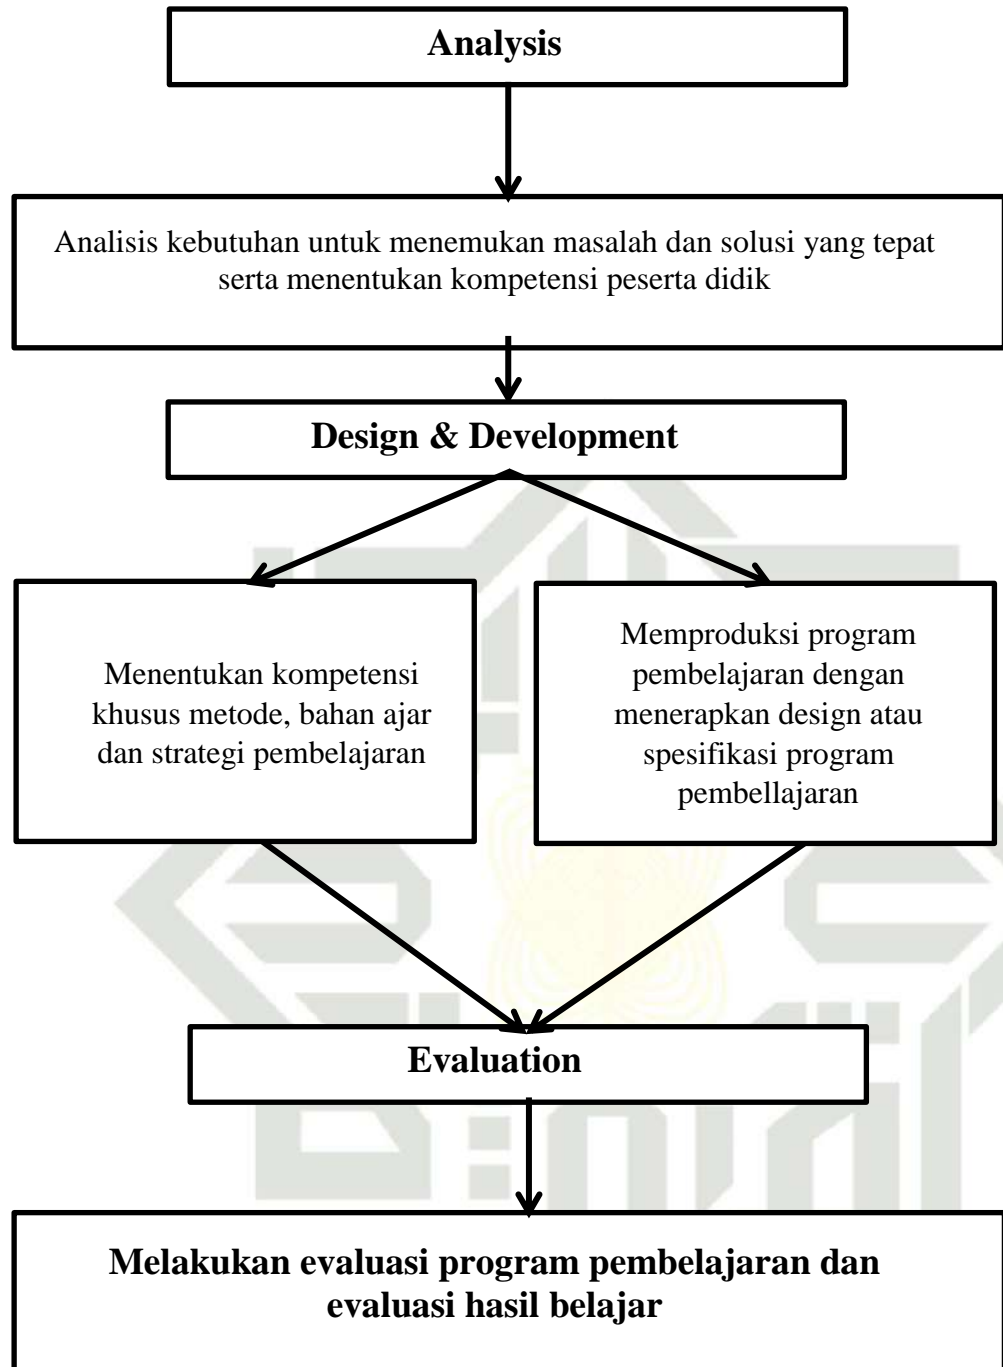 Analysis
Analisis kebutuhan untuk menemukan masalah dan solusi yang tepat
serta menentukan kompetensi peserta didik
Design & Development
Menentukan kompetensi
khusus metode, bahan ajar
dan strategi pembelajaran
Memproduksi program
pembelajaran dengan
menerapkan design atau
spesifikasi program
pembellajaran
Evaluation
Melakukan evaluasi program pembelajaran dan
evaluasi hasil belajar